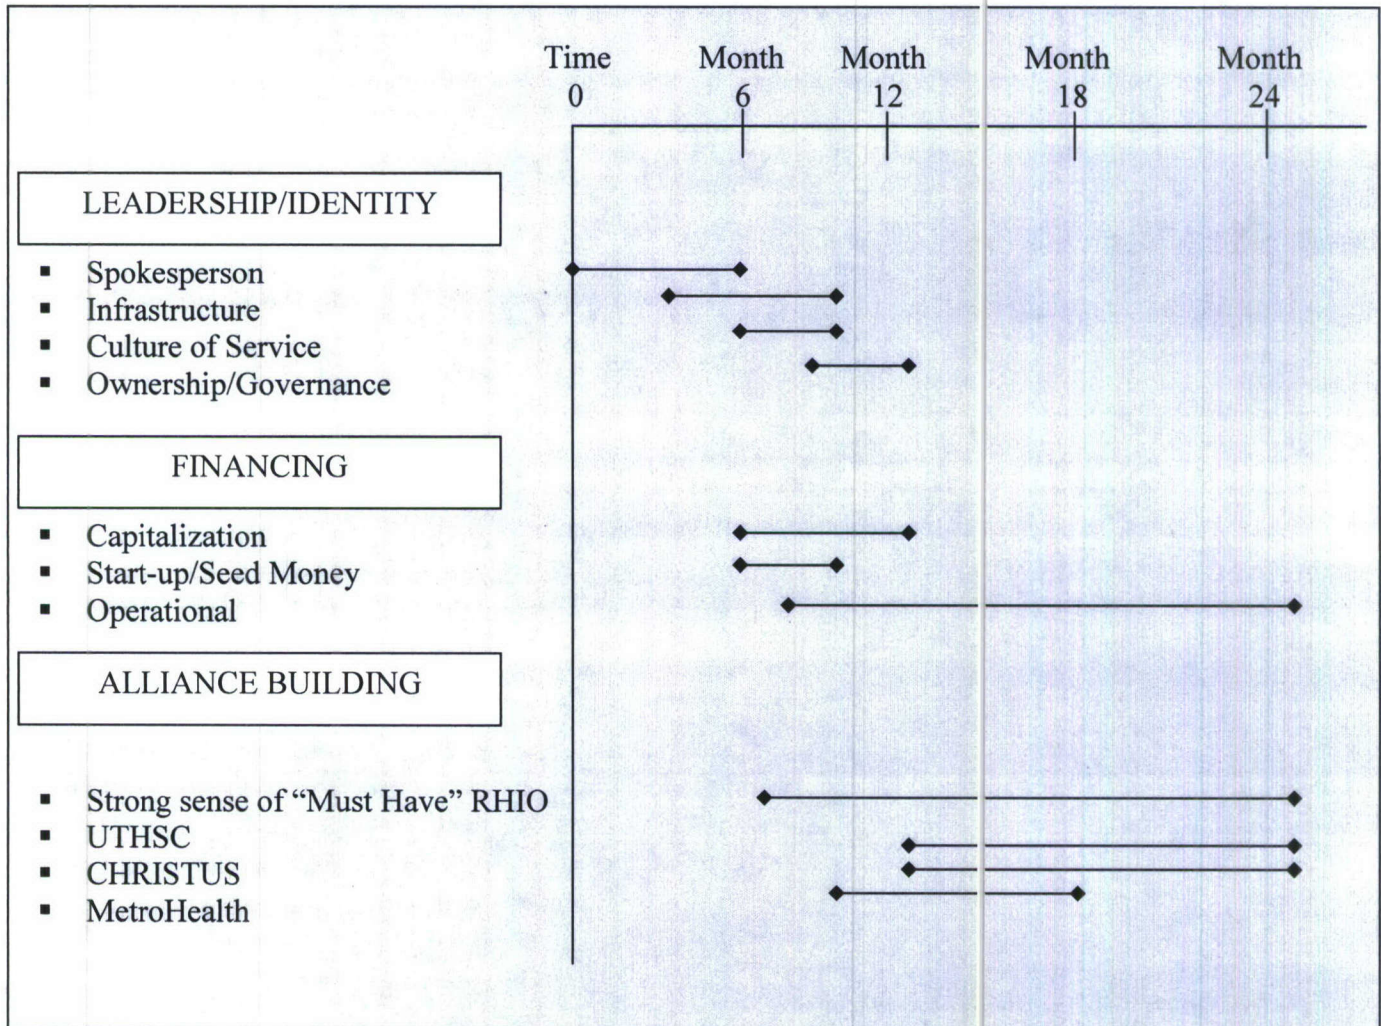 Time Month Month Month Month
0 6 12 18 24
LEADERSHIP/IDENTITY
▪ Spokesperson
▪ Infrastructure
▪ Culture of Service
▪ Ownership/Governance
FINANCING
▪ Capitalization
▪ Start-up/Seed Money
▪ Operational
ALLIANCE BUILDING
▪ Strong sense of “Must Have” RHIO
▪ UTHSC
▪ CHRISTUS
▪ MetroHealth